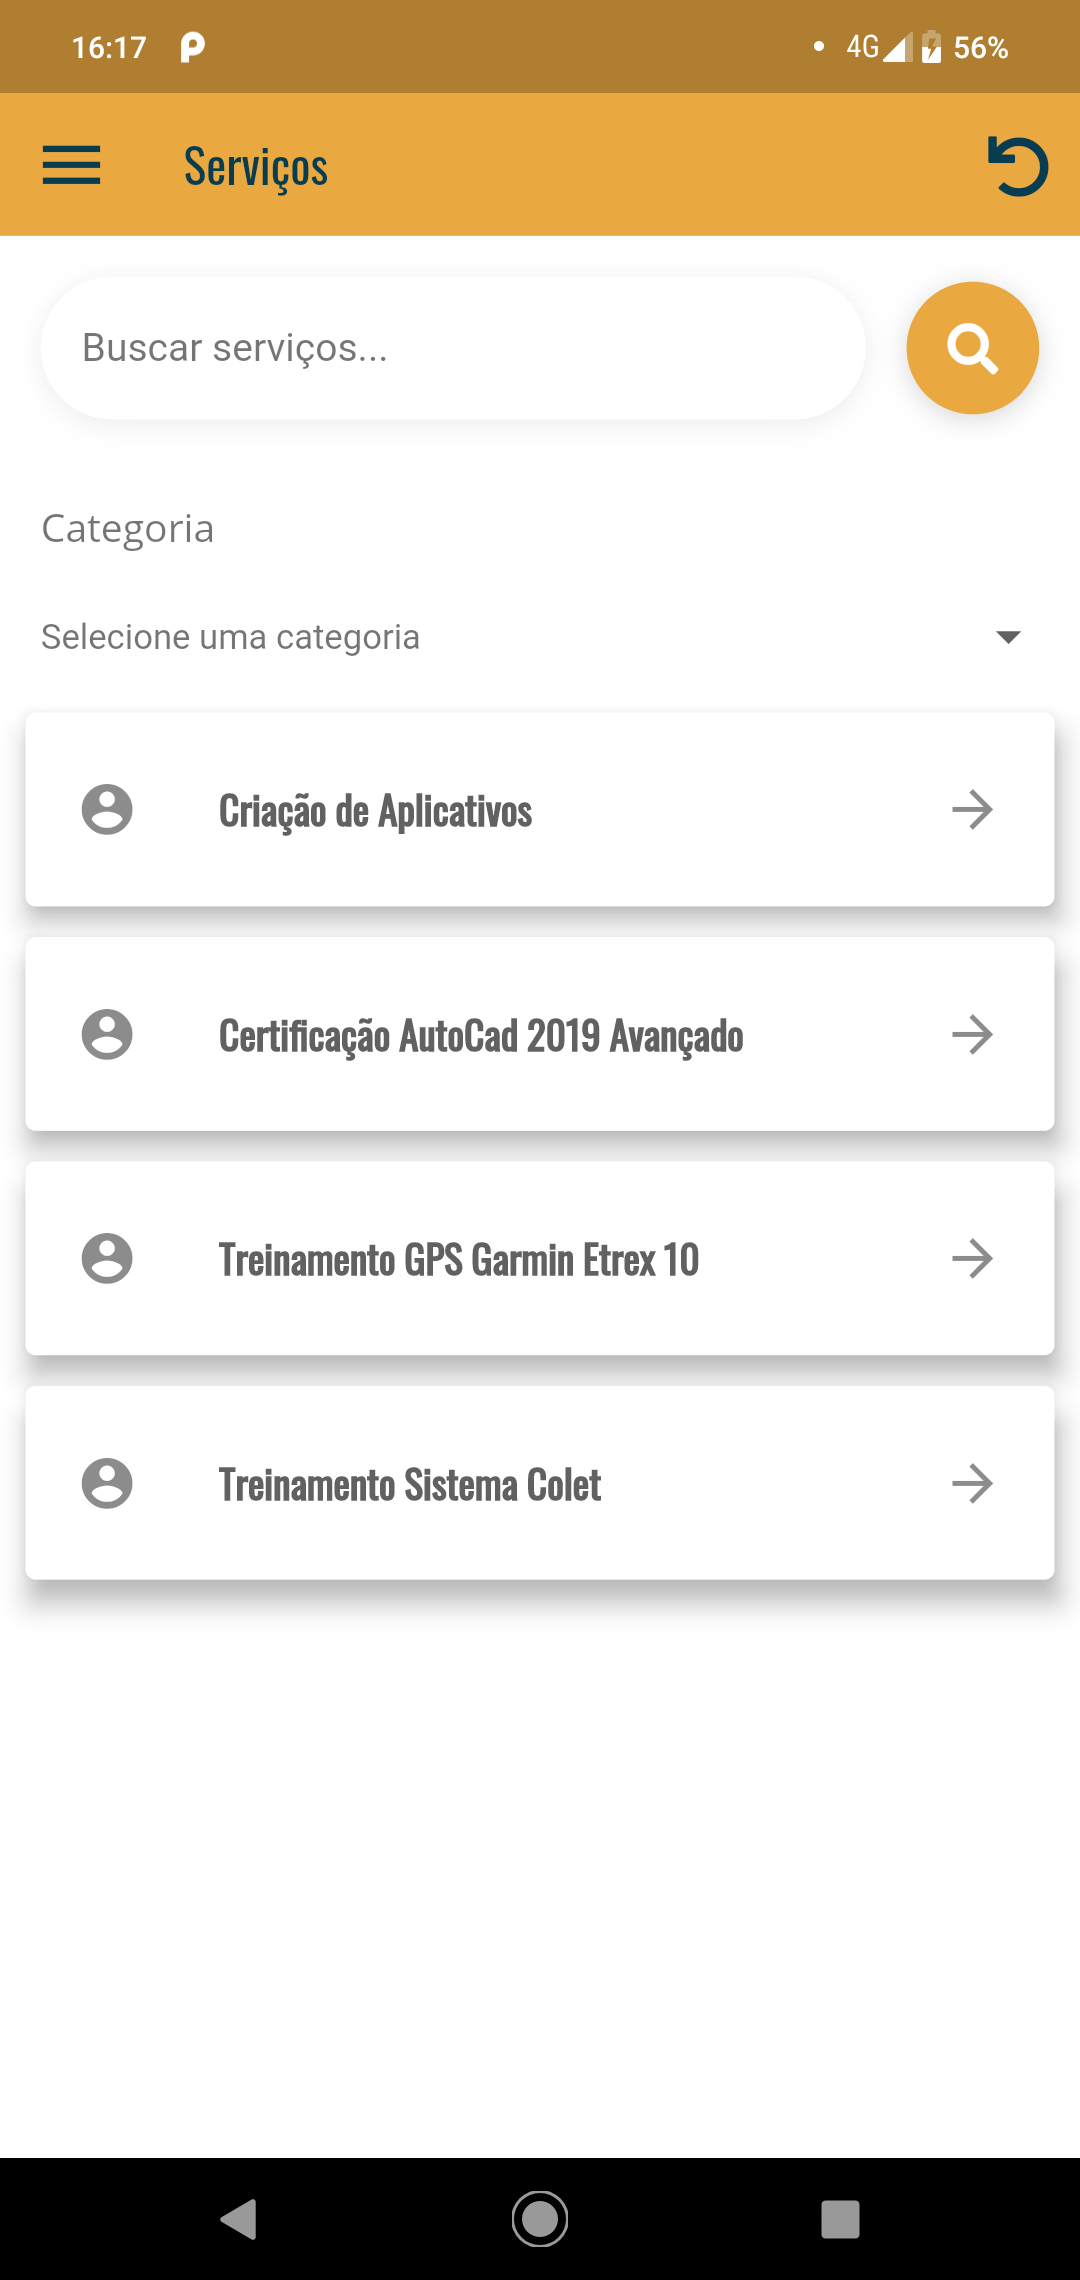 16:17
4G 56%
Serviços
Buscar serviços...
Categoria
Selecione uma categoria
Criação de Aplicativos
Certificação AutoCad 2019 Avançado
Treinamento GPS Garmin Etrex 10
Treinamento Sistema Colet